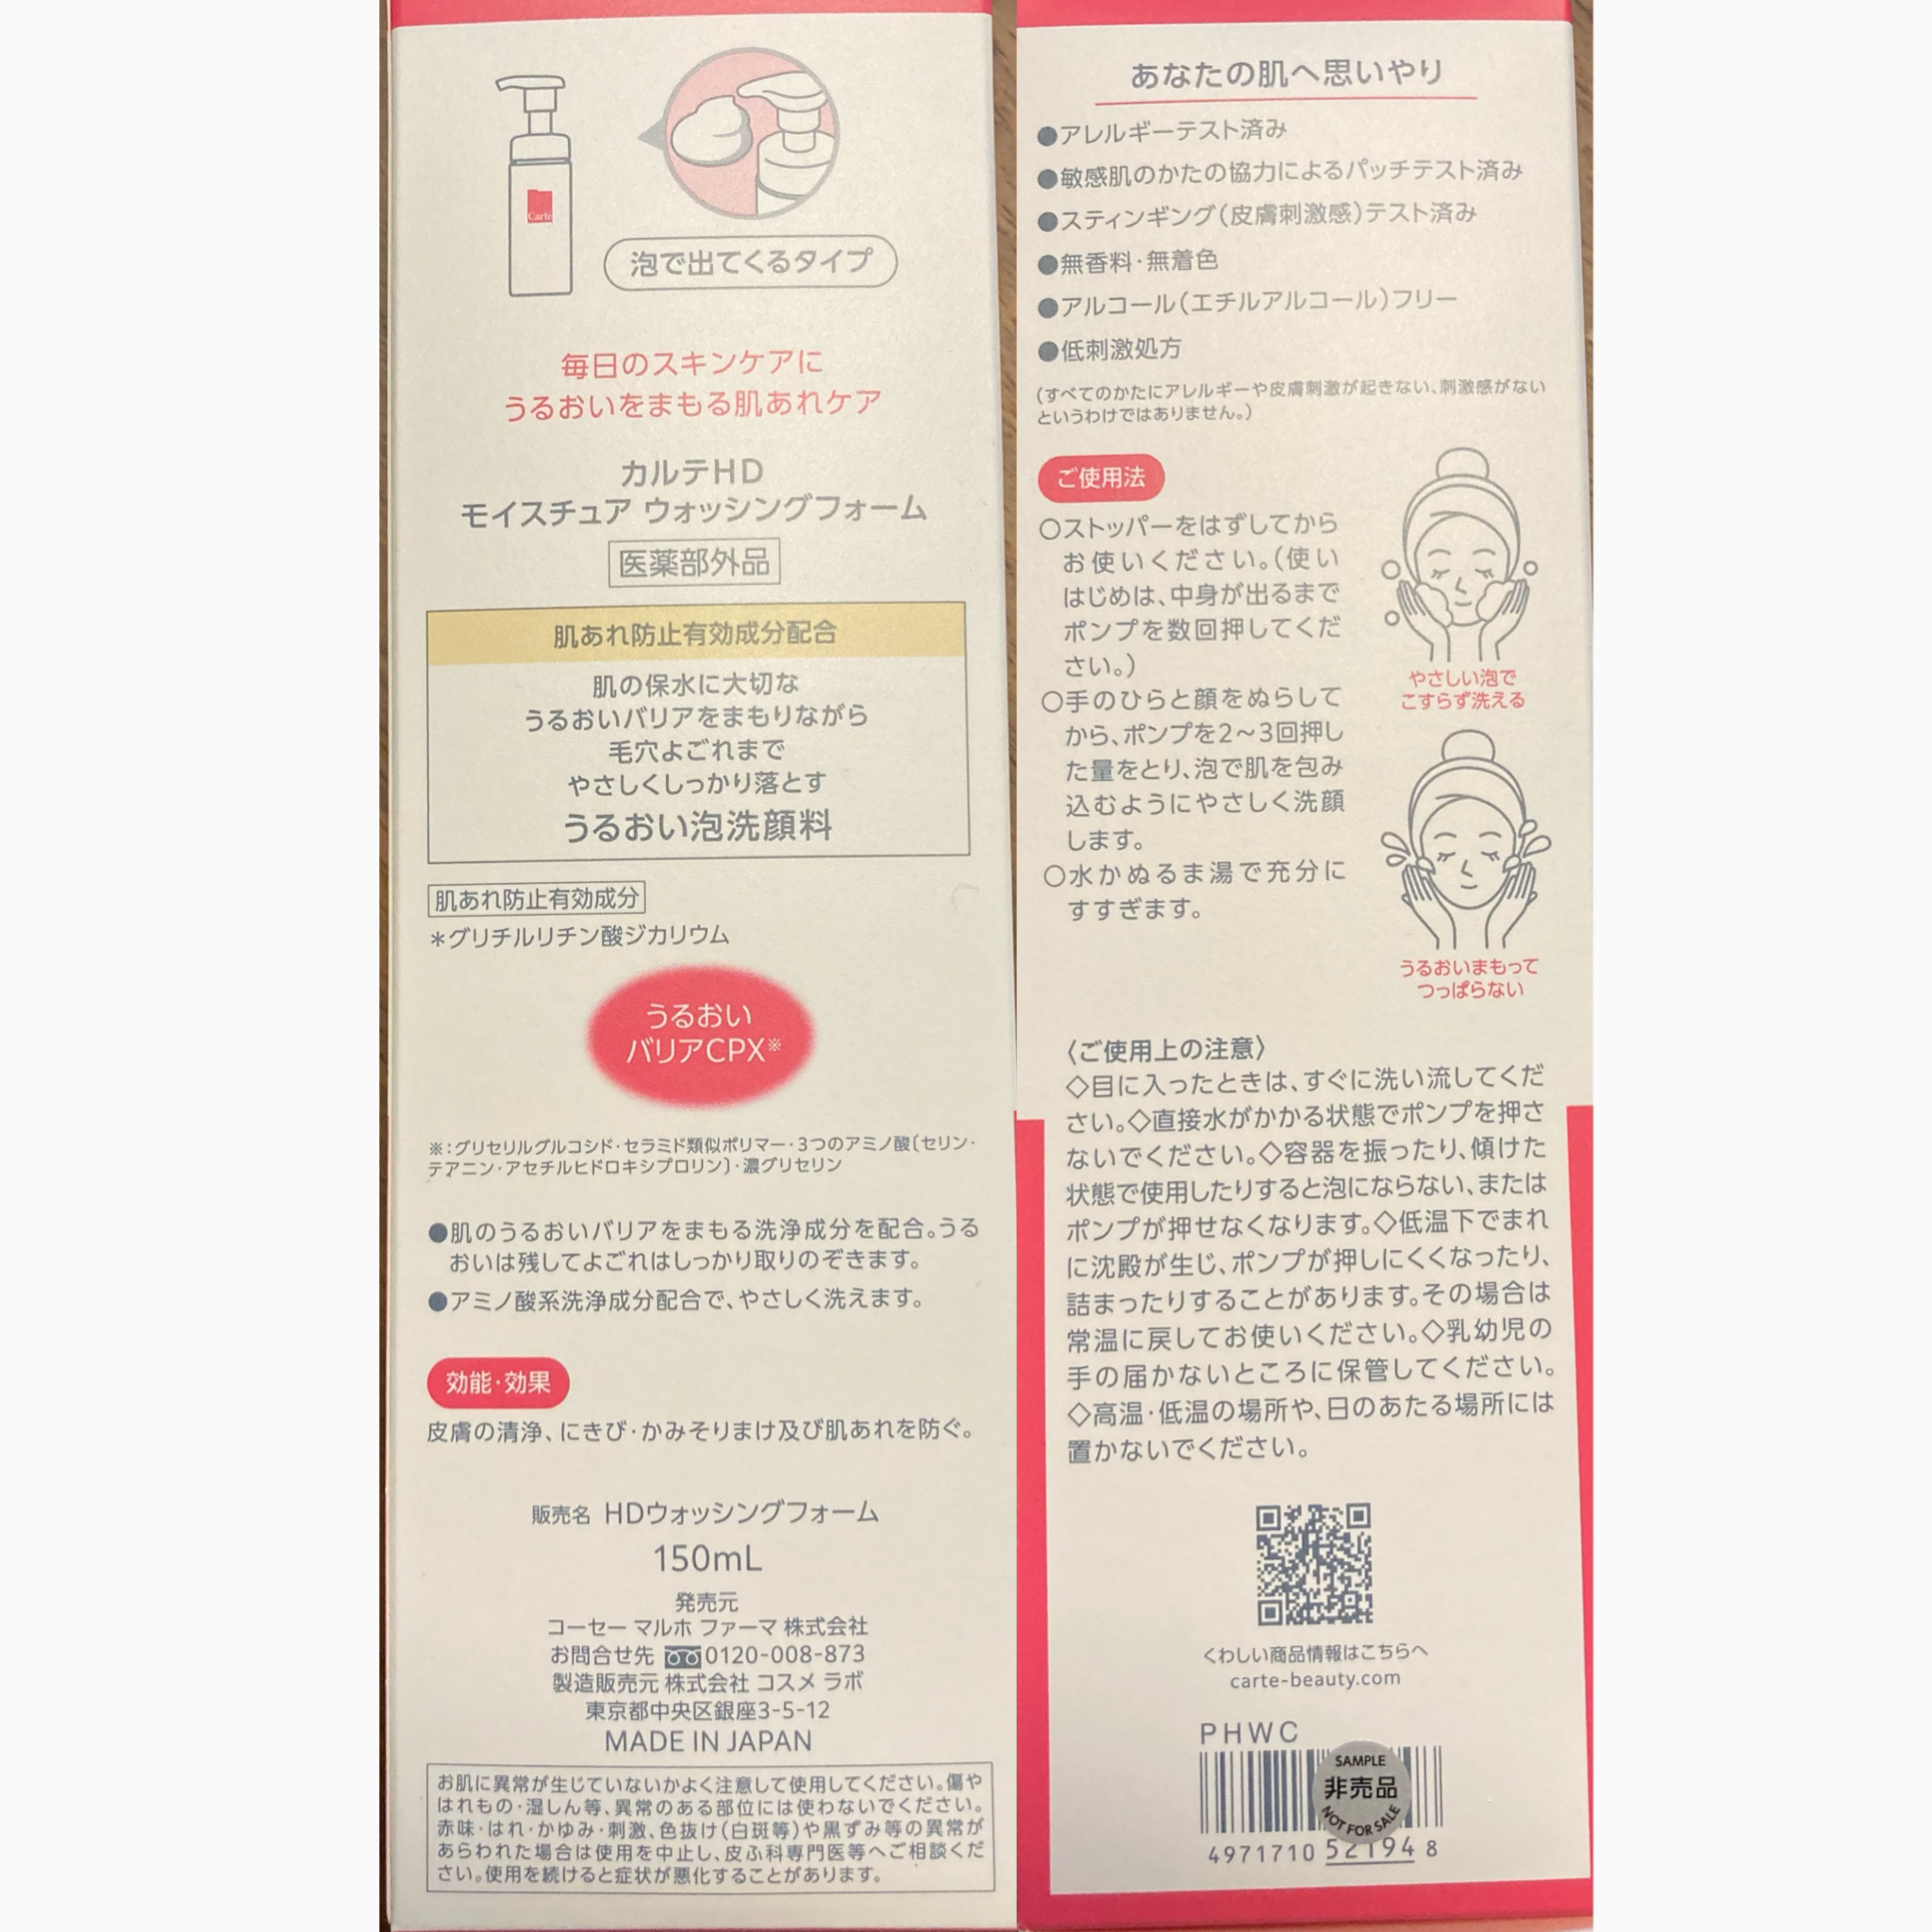 Carté
泡で出てくるタイプ
毎日のスキンケアに
うるおいをまもる肌あれケア
カルテHD
モイスチュア ウォッシングフォーム
医薬部外品
肌あれ防止有効成分配合
肌の保水に大切な
うるおいバリアをまもりながら
毛穴よごれまで
やさしくしっかり落とす
うるおい泡洗顔料
肌あれ防止有効成分
*グリチルリチン酸ジカリウム
うるおい
バリアCPX※
※:グリセリルグルコシド・セラミド類似ポリマー・3つのアミノ酸〔セリン・
テアニン・アセチルヒドロキシプロリン〕・濃グリセリン
●肌のうるおいバリアをまもる洗浄成分を配合。うる
おいは残してよごれはしっかり取りのぞきます。
●アミノ酸系洗浄成分配合で、やさしく洗えます。
効能・効果
皮膚の清浄、にきび・かみそりまけ及び肌あれを防ぐ。
販売名 HDウォッシングフォーム
150mL
発売元
コーセー マルホ ファーマ 株式会社
お問合せ先 0120-008-873
製造販売元 株式会社 コスメ ラボ
東京都中央区銀座3-5-12
MADE IN JAPAN
お肌に異常が生じていないかよく注意して使用してください。傷や
はれもの・湿しん等、異常のある部位には使わないでください。
赤味・はれ・かゆみ・刺激、色抜け(白斑等)や黒ずみ等の異常が
あらわれた場合は使用を中止し、皮ふ科専門医等へご相談くだ
さい。使用を続けると症状が悪化することがあります。
あなたの肌へ思いやり
●アレルギーテスト済み
●敏感肌のかたの協力によるパッチテスト済み
●スティンギング(皮膚刺激感)テスト済み
●無香料・無着色
●アルコール(エチルアルコール)フリー
●低刺激処方
(すべてのかたにアレルギーや皮膚刺激が起きない、刺激感がない
というわけではありません。)
ご使用法
○ストッパーをはずしてから
お使いください。(使い
はじめは、中身が出るまで
ポンプを数回押してくだ
さい。)
○手のひらと顔をぬらして
から、ポンプを2〜3回押し
た量をとり、泡で肌を包み
込むようにやさしく洗顔
します。
○水かぬるま湯で充分に
すすぎます。
やさしい泡で
こすらず洗える
うるおいまもって
つっぱらない
〈ご使用上の注意〉
◇目に入ったときは、すぐに洗い流してくだ
さい。◇直接水がかかる状態でポンプを押さ
ないでください。◇容器を振ったり、傾けた
状態で使用したりすると泡にならない、または
ポンプが押せなくなります。◇低温下でまれ
に沈殿が生じ、ポンプが押しにくくなったり、
詰まったりすることがあります。その場合は
常温に戻してお使いください。◇乳幼児の
手の届かないところに保管してください。
◇高温・低温の場所や、日のあたる場所には
置かないでください。
くわしい商品情報はこちらへ
carte-beauty.com
PHWC
SAMPLE
非売品
NOT FOR SALE
4971710 52194 8